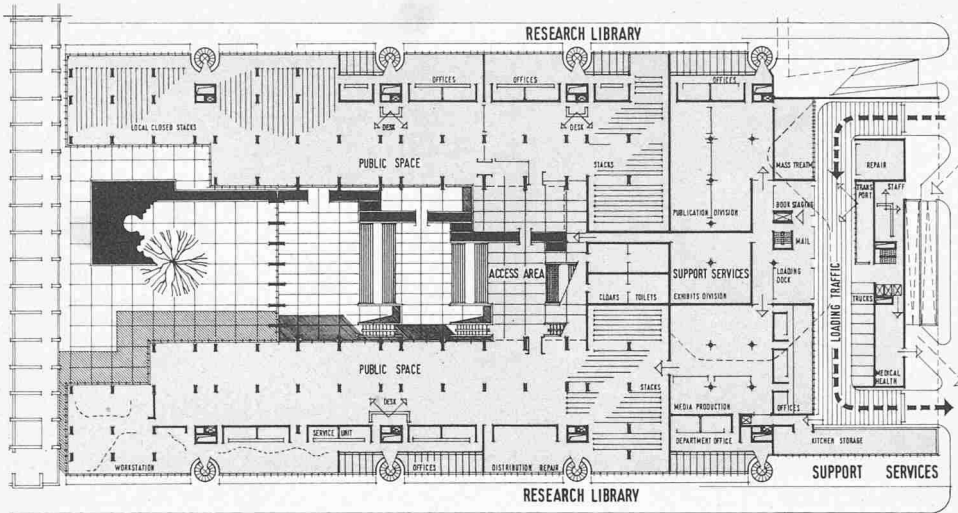 RESEARCH LIBRARY
OFFICES
OFFICES
OFFICES
LOCAL CLOSED STACKS
DESK
DESK
PUBLIC SPACE
STACKS
MASS TREATM.
REPAIR
TRANS
PORT
STAFF
BOOK STAGING
PUBLICATION DIVISION
MAIL
ACCESS AREA
SUPPORT SERVICES
LOADING
DOCK
CLOAKS
TOILETS
EXHIBITS DIVISION
TRUCKS
LOADING TRAFFIC
PUBLIC SPACE
STACKS
MEDICAL
HEALTH
DESK
MEDIA PRODUCTION
OFFICES
SERVICE UNIT
DEPARTMENT OFFICE
KITCHEN STORAGE
WORKSTATION
OFFICES
DISTRIBUTION REPAIR
SUPPORT SERVICES
RESEARCH LIBRARY